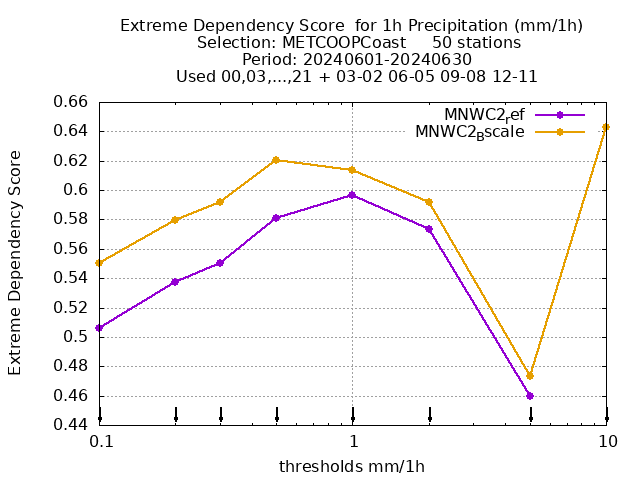 Extreme Dependency Score  for 1h Precipitation (mm/1h)
Selection: METCOOPCoast     50 stations
Period: 20240601-20240630
Used 00,03,...,21 + 03-02 06-05 09-08 12-11
MNWC2ref
MNWC2Bscale
Extreme Dependency Score
0.66
0.64
0.62
0.6
0.58
0.56
0.54
0.52
0.5
0.48
0.46
0.44
0.1 1 10
thresholds mm/1h